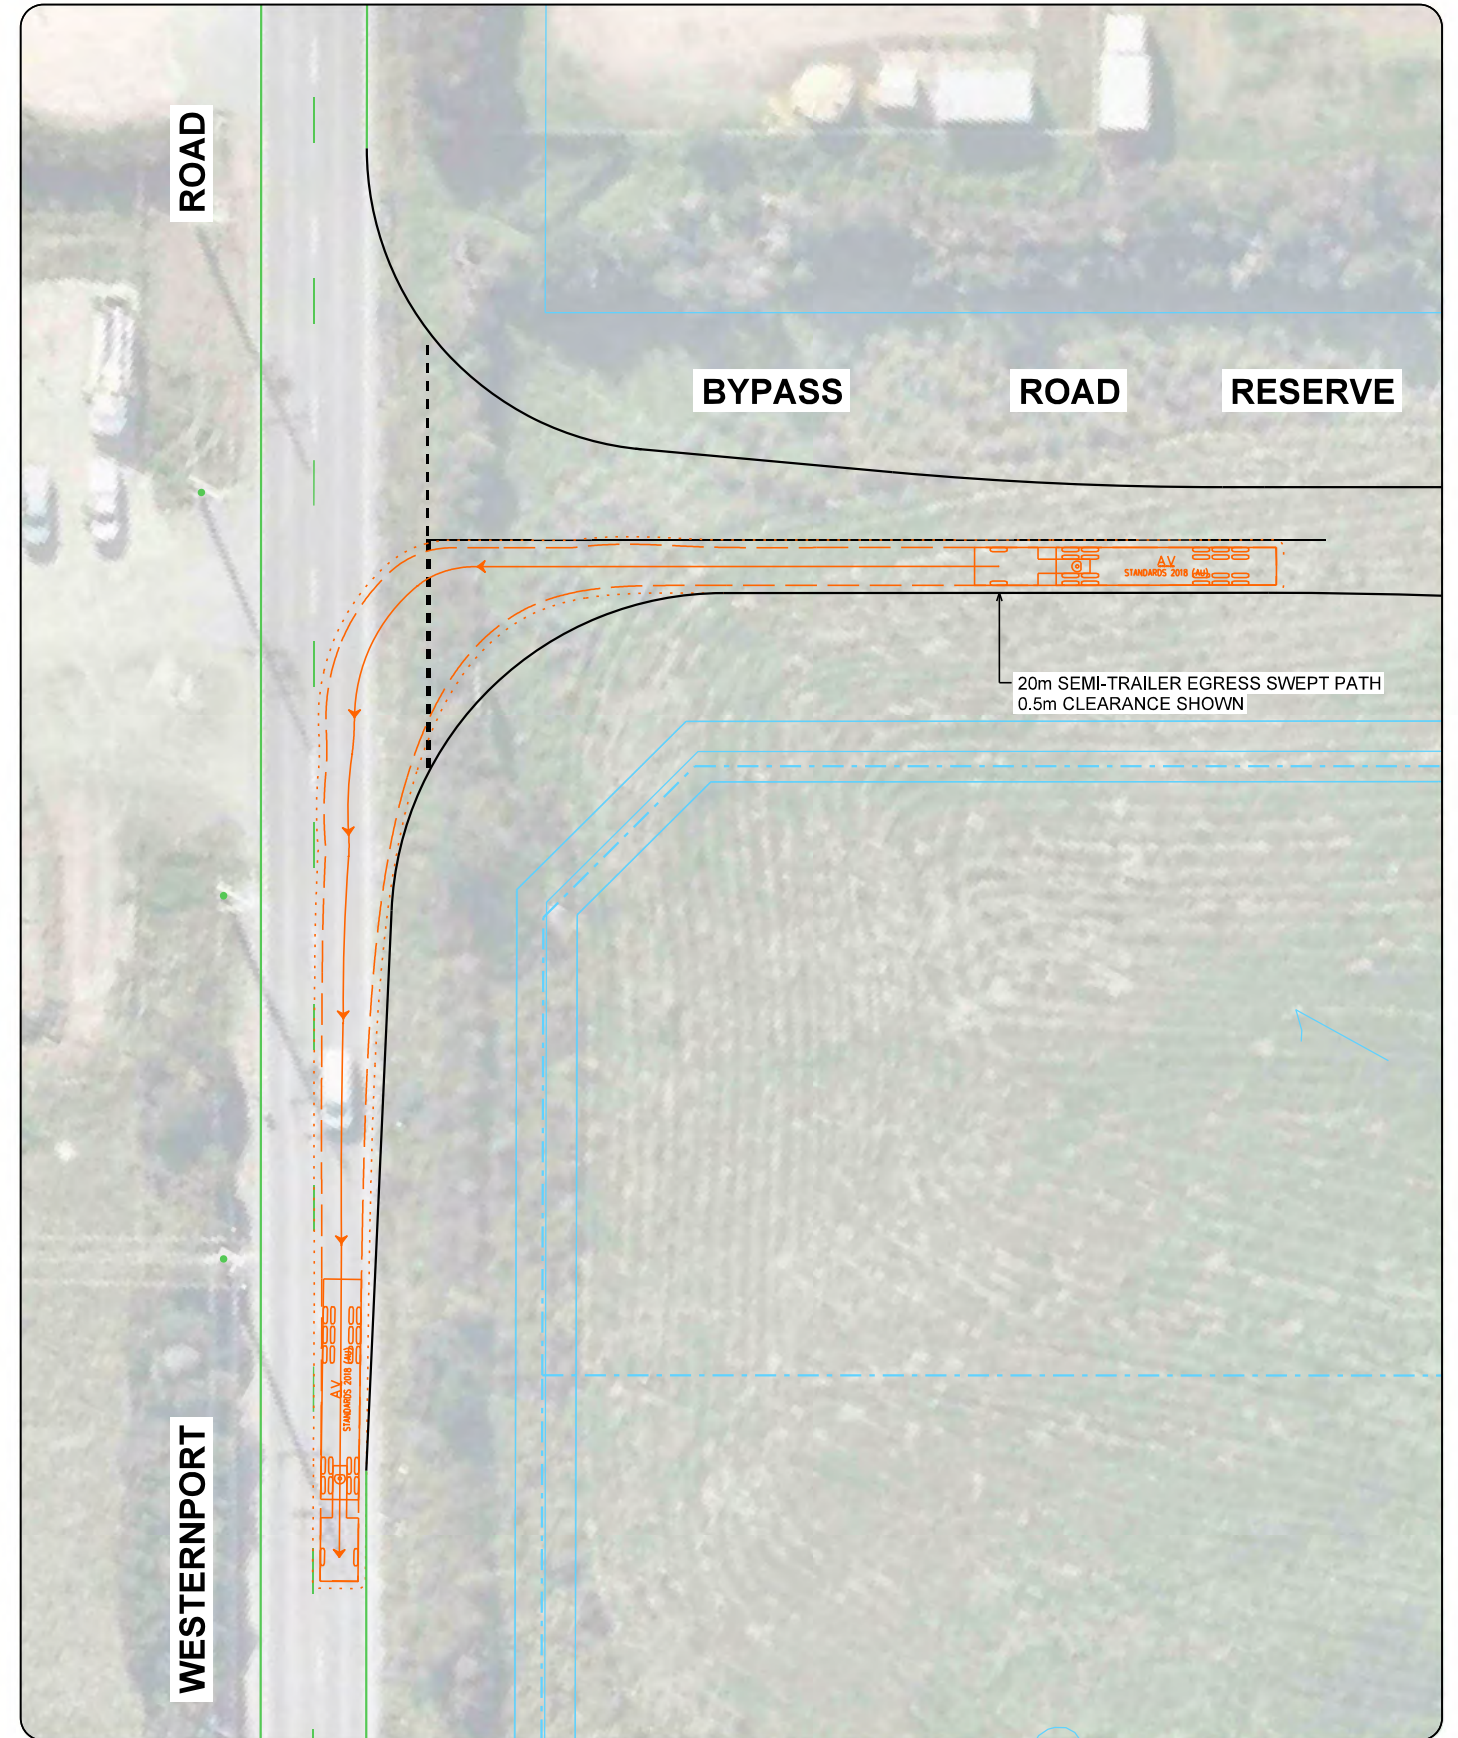 ROAD
BYPASS ROAD RESERVE
AV
STANDARDS 2018 (AU)
20m SEMI-TRAILER EGRESS SWEPT PATH
0.5m CLEARANCE SHOWN
AV
STANDARDS 2018 (AU)
WESTERNPORT